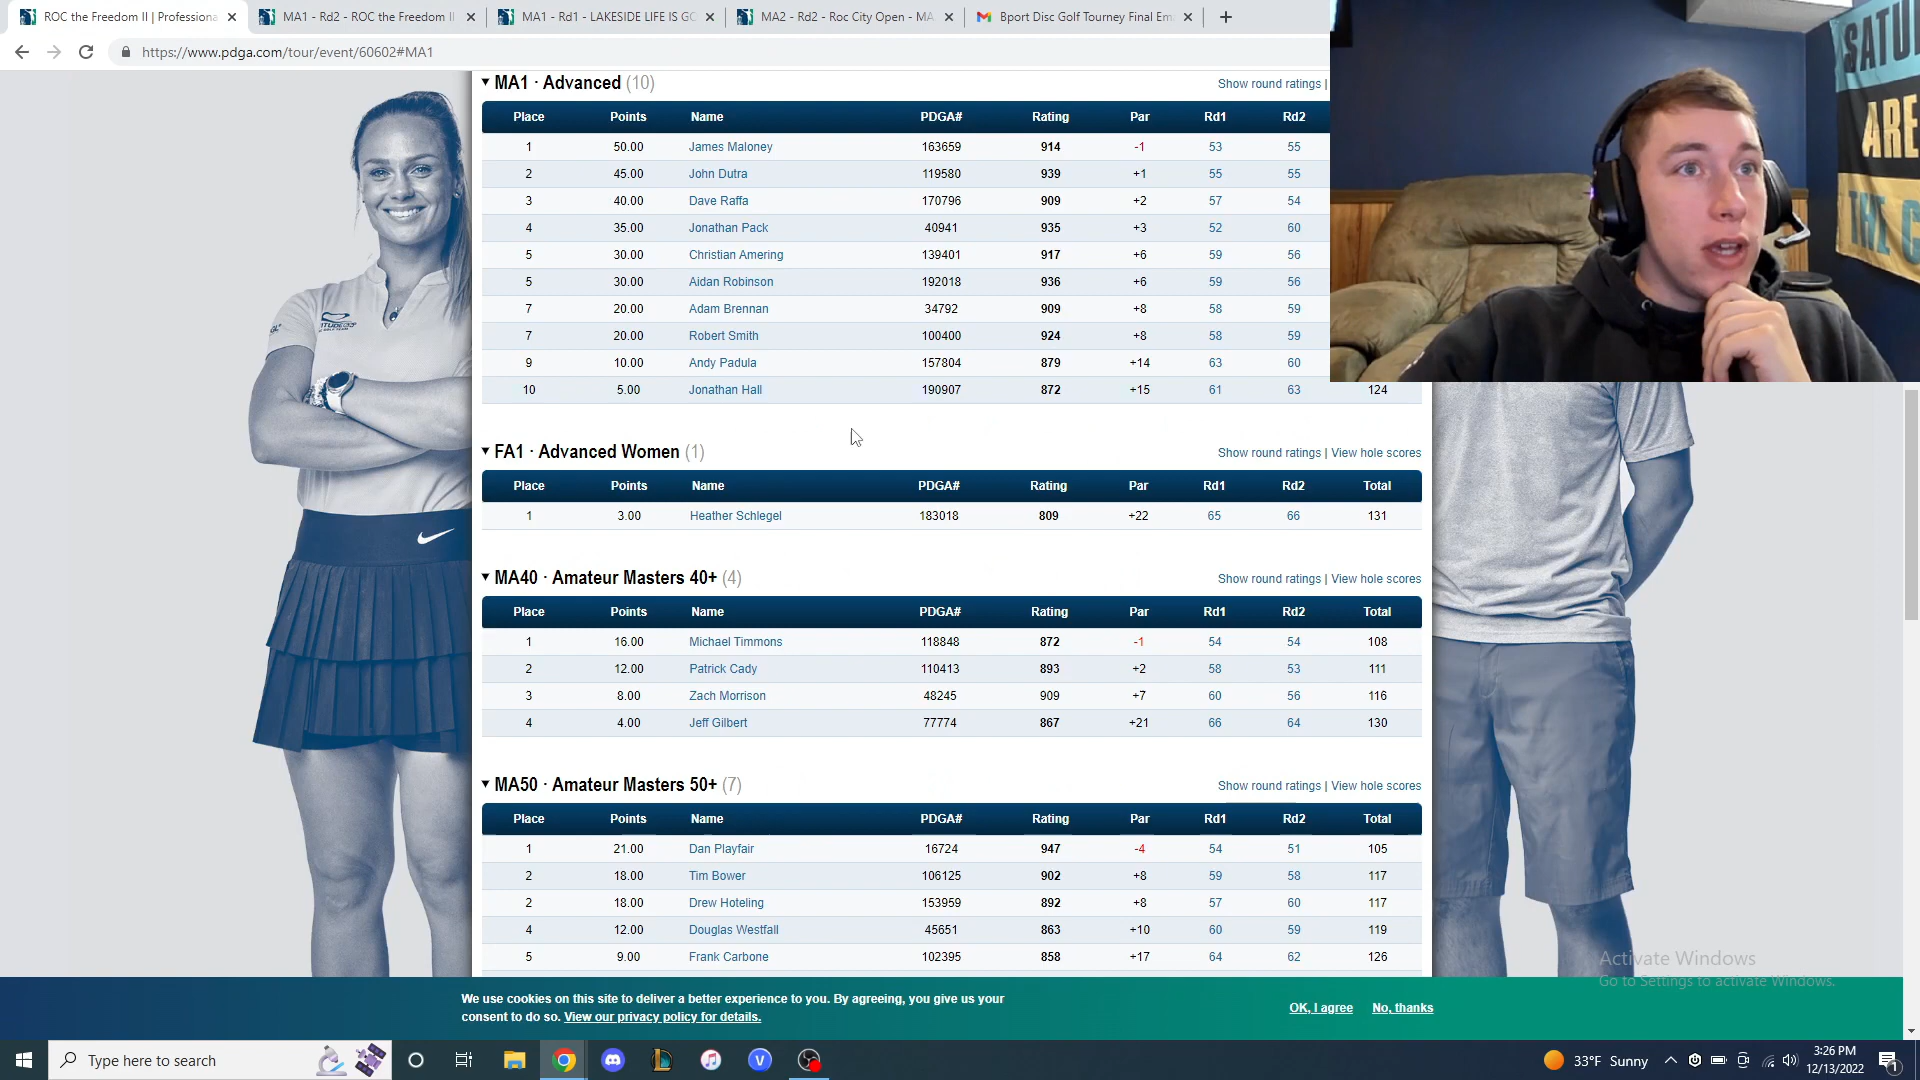 ROC the Freedom II | Professiona
MA1 - Rd2 - ROC the Freedom II
MA1 - Rd1 - LAKESIDE LIFE IS GO
MA2 - Rd2 - Roc City Open - MA
Bport Disc Golf Tourney Final Em
https://www.pdga.com/tour/event/60602#MA1
MA1 · Advanced (10)
Show round ratings |
Place Points Name PDGA# Rating Par Rd1 Rd2
1 50.00 James Maloney 163659 914 -1 53 55
2 45.00 John Dutra 119580 939 +1 55 55
3 40.00 Dave Raffa 170796 909 +2 57 54
4 35.00 Jonathan Pack 40941 935 +3 52 60
5 30.00 Christian Amering 139401 917 +6 59 56
5 30.00 Aidan Robinson 192018 936 +6 59 56
7 20.00 Adam Brennan 34792 909 +8 58 59
7 20.00 Robert Smith 100400 924 +8 58 59
9 10.00 Andy Padula 157804 879 +14 63 60
10 5.00 Jonathan Hall 190907 872 +15 61 63 124
FA1 · Advanced Women (1)
Show round ratings | View hole scores
Place Points Name PDGA# Rating Par Rd1 Rd2 Total
1 3.00 Heather Schlegel 183018 809 +22 65 66 131
MA40 · Amateur Masters 40+ (4)
Show round ratings | View hole scores
Place Points Name PDGA# Rating Par Rd1 Rd2 Total
1 16.00 Michael Timmons 118848 872 -1 54 54 108
2 12.00 Patrick Cady 110413 893 +2 58 53 111
3 8.00 Zach Morrison 48245 909 +7 60 56 116
4 4.00 Jeff Gilbert 77774 867 +21 66 64 130
MA50 · Amateur Masters 50+ (7)
Show round ratings | View hole scores
Place Points Name PDGA# Rating Par Rd1 Rd2 Total
1 21.00 Dan Playfair 16724 947 -4 54 51 105
2 18.00 Tim Bower 106125 902 +8 59 58 117
2 18.00 Drew Hoteling 153959 892 +8 57 60 117
4 12.00 Douglas Westfall 45651 863 +10 60 59 119
5 9.00 Frank Carbone 102395 858 +17 64 62 126
We use cookies on this site to deliver a better experience to you. By agreeing, you give us your
consent to do so. View our privacy policy for details.
OK, I agree No, thanks
Activate Windows
Go to Settings to activate Windows.
SATU
ARE
THE C
Type here to search
33°F Sunny
3:26 PM
12/13/2022
1